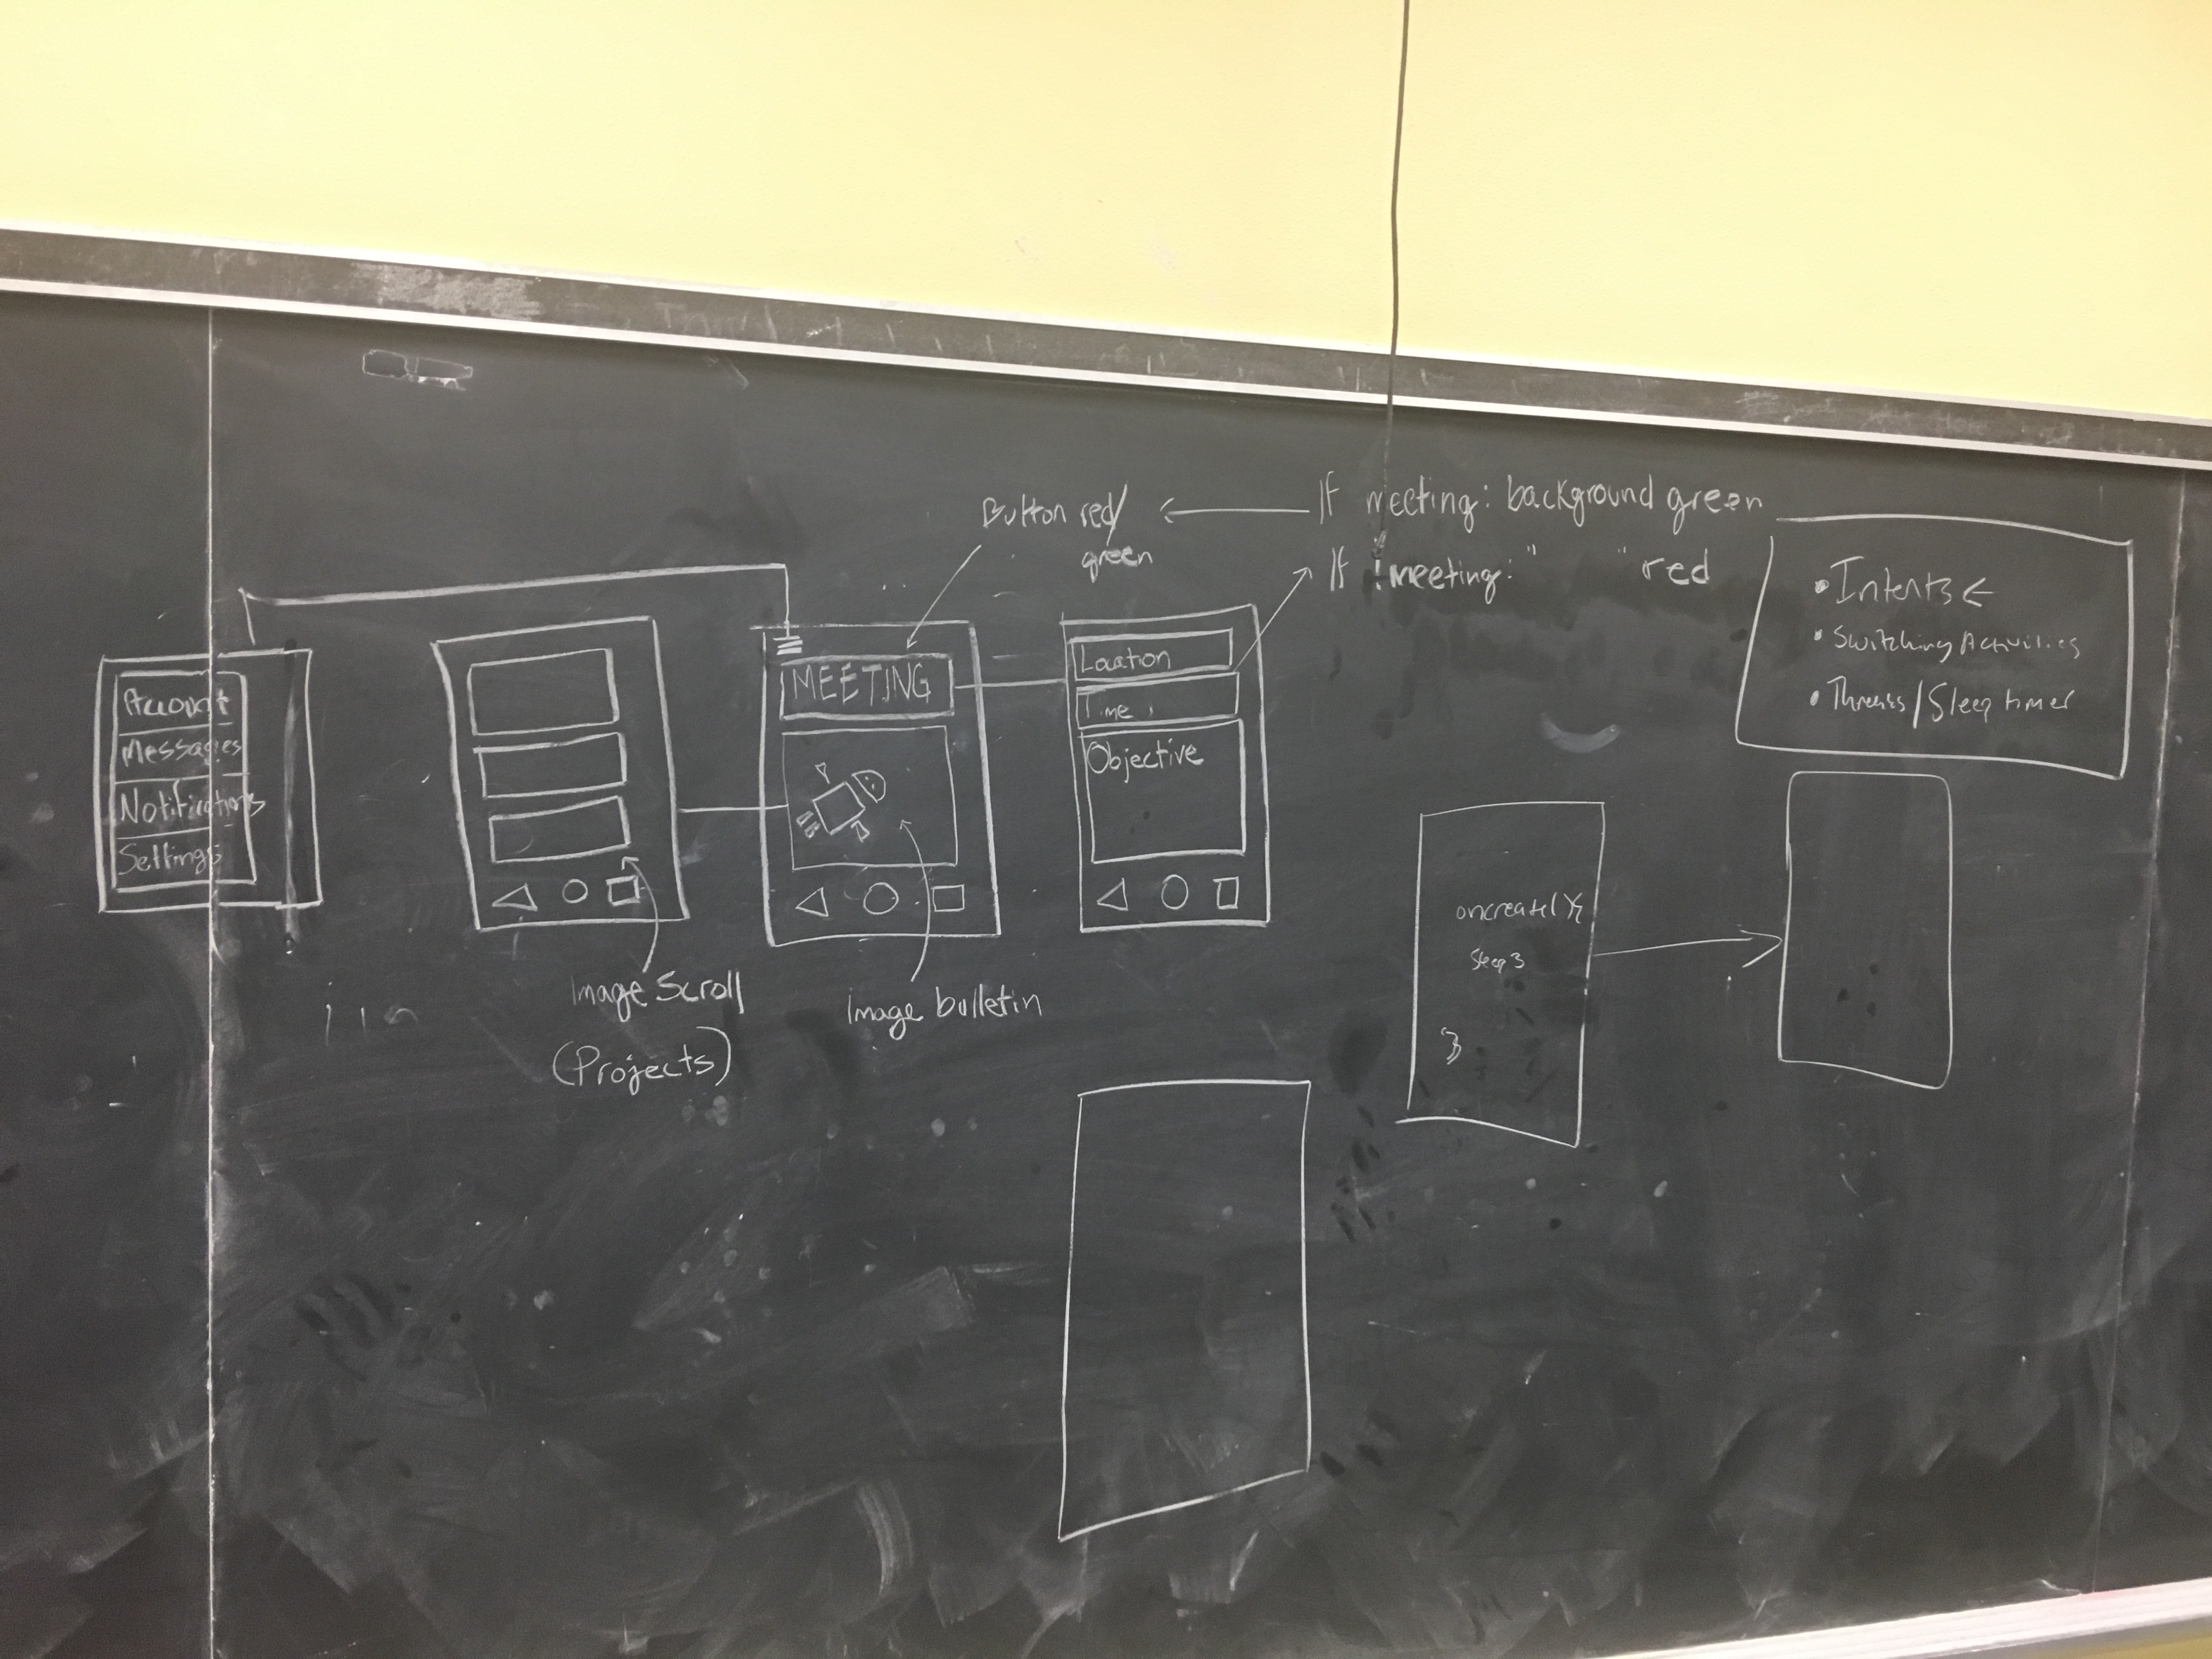 If meeting: background green
Button red/
green
If !meeting: " " red
• Intents ←
• Switching Activities
• Threads/Sleep timer
Account
Messages
Notifications
Settings
MEETING
Location
Time
Objective
oncreate() {
Sleep 3
}
Image Scroll
(Projects)
Image bulletin